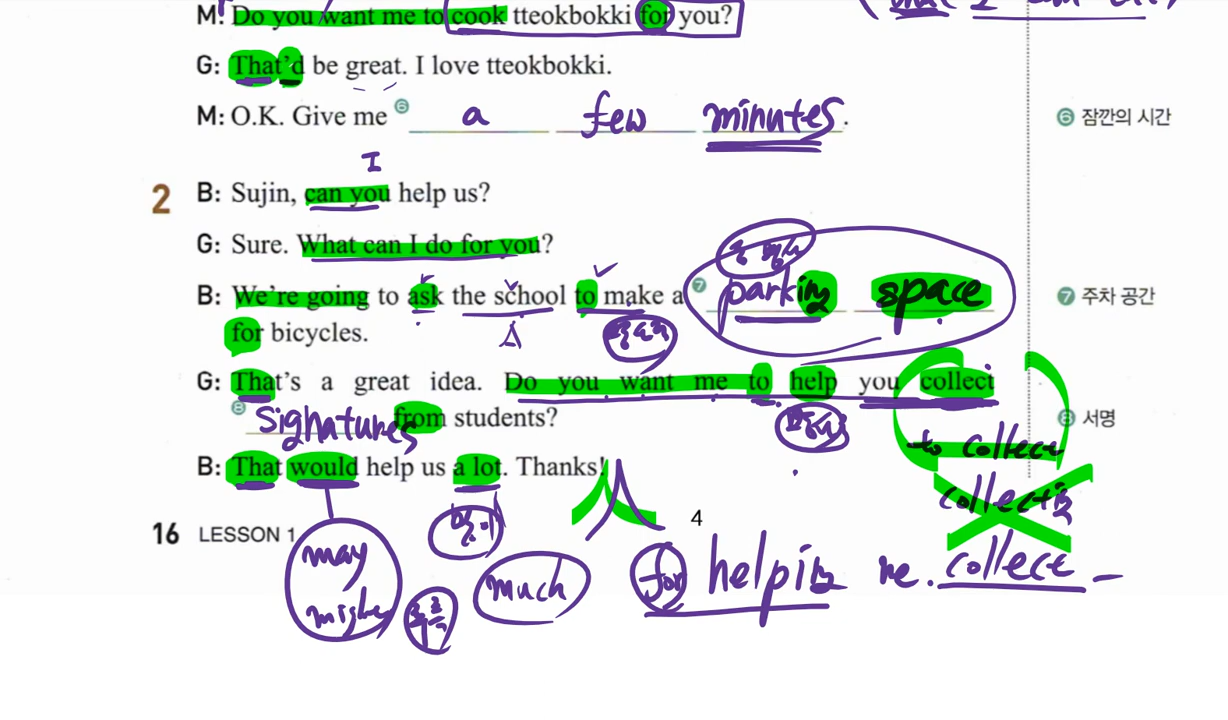 M: Do you want me to cook tteokbokki for you?
G: That'd be great. I love tteokbokki.
M: O.K. Give me ⑥ a few minutes.
⑥ 잠깐의 시간
I
2 B: Sujin, can you help us?
G: Sure. What can I do for you?
B: We're going to ask the school to make a ⑦ parking space
⑦ 주차 공간
for bicycles.
G: That's a great idea. Do you want me to help you collect
⑧ signatures from students?
⑧ 서명
to collect
B: That would help us a lot. Thanks!
collecting
4
16 LESSON 1
may
might
much
for helping me. collect